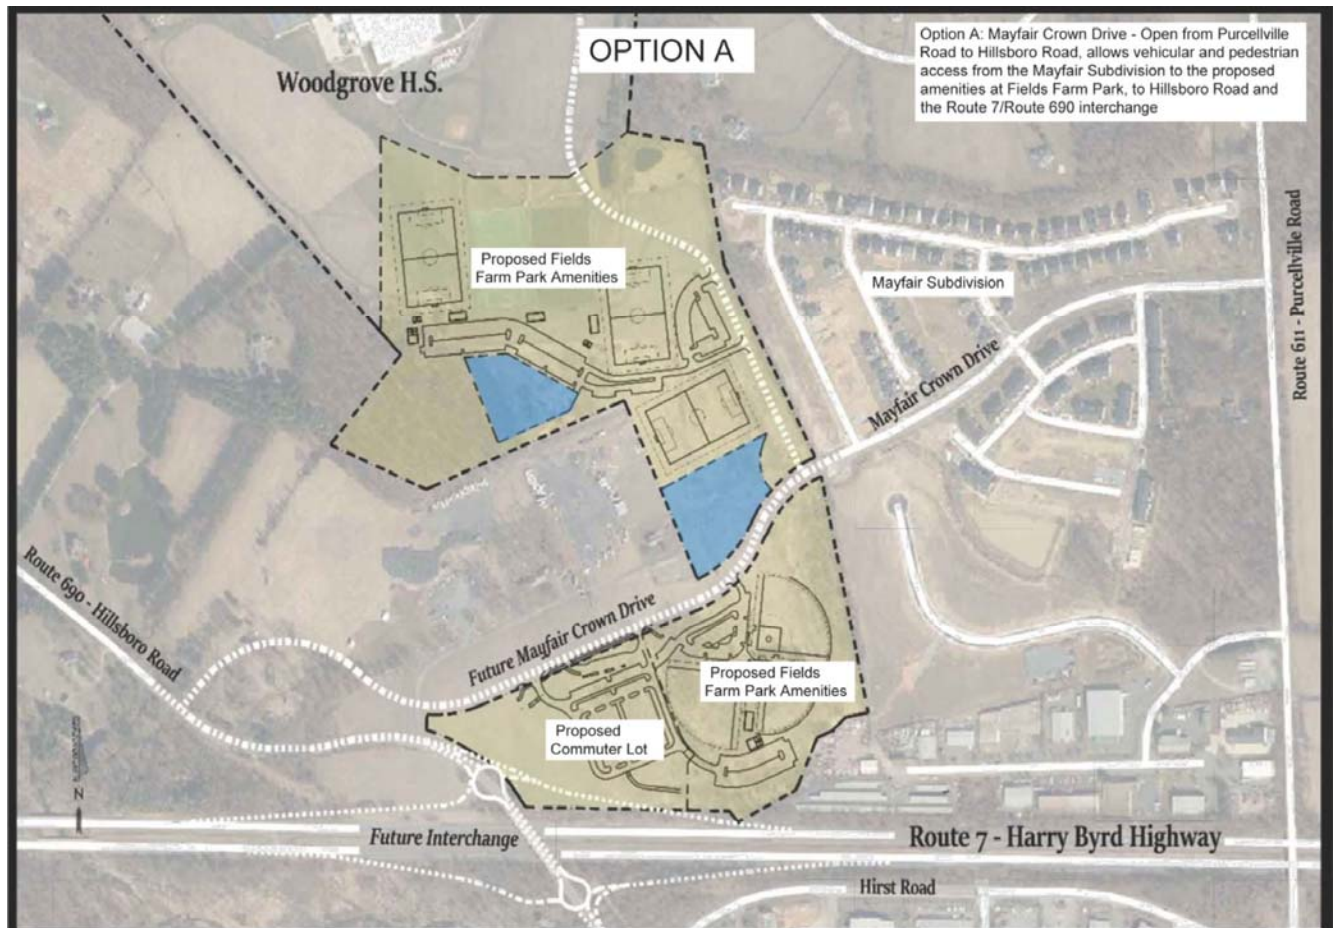 OPTION A
Option A: Mayfair Crown Drive - Open from Purcellville
Road to Hillsboro Road, allows vehicular and pedestrian
access from the Mayfair Subdivision to the proposed
amenities at Fields Farm Park, to Hillsboro Road and
the Route 7/Route 690 interchange
Woodgrove H.S.
Proposed Fields
Farm Park Amenities
Mayfair Subdivision
Route 611 - Purcellville Road
Mayfair Crown Drive
Route 690 - Hillsboro Road
Future Mayfair Crown Drive
Proposed Fields
Farm Park Amenities
Proposed
Commuter Lot
N
Future Interchange
Route 7 - Harry Byrd Highway
Hirst Road